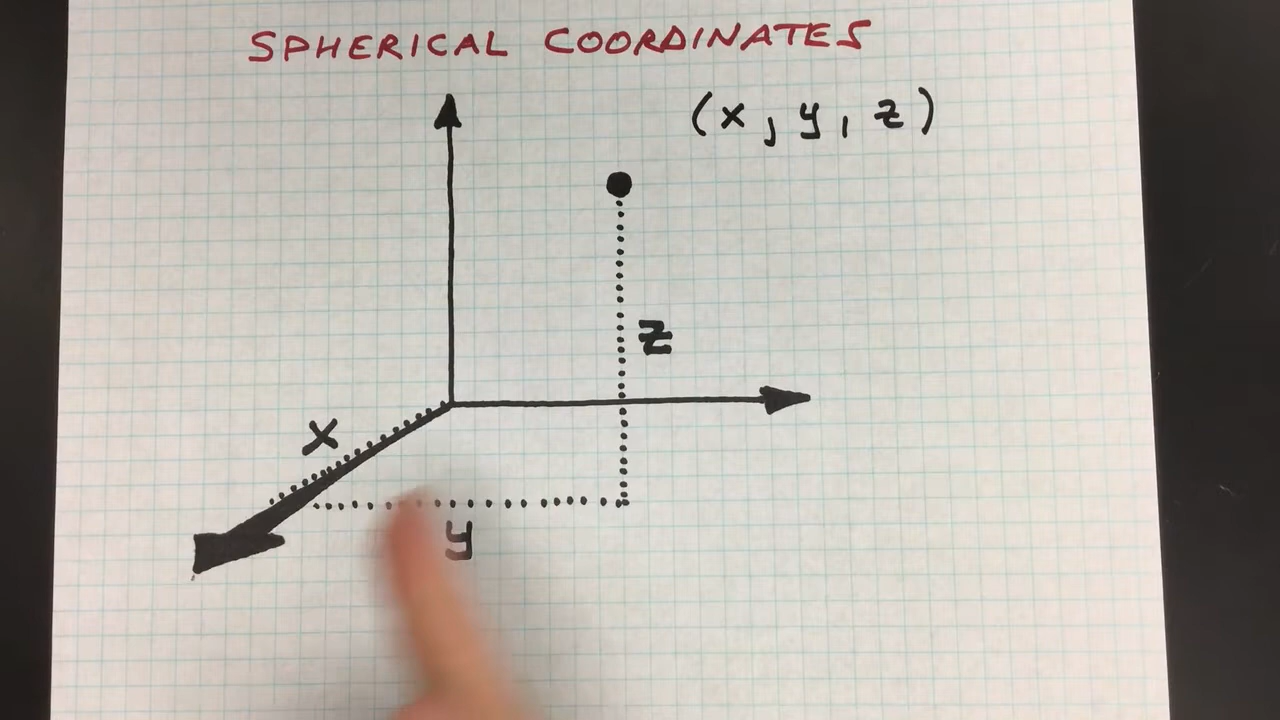 SPHERICAL COORDINATES
(x, y, z)
z
x
y